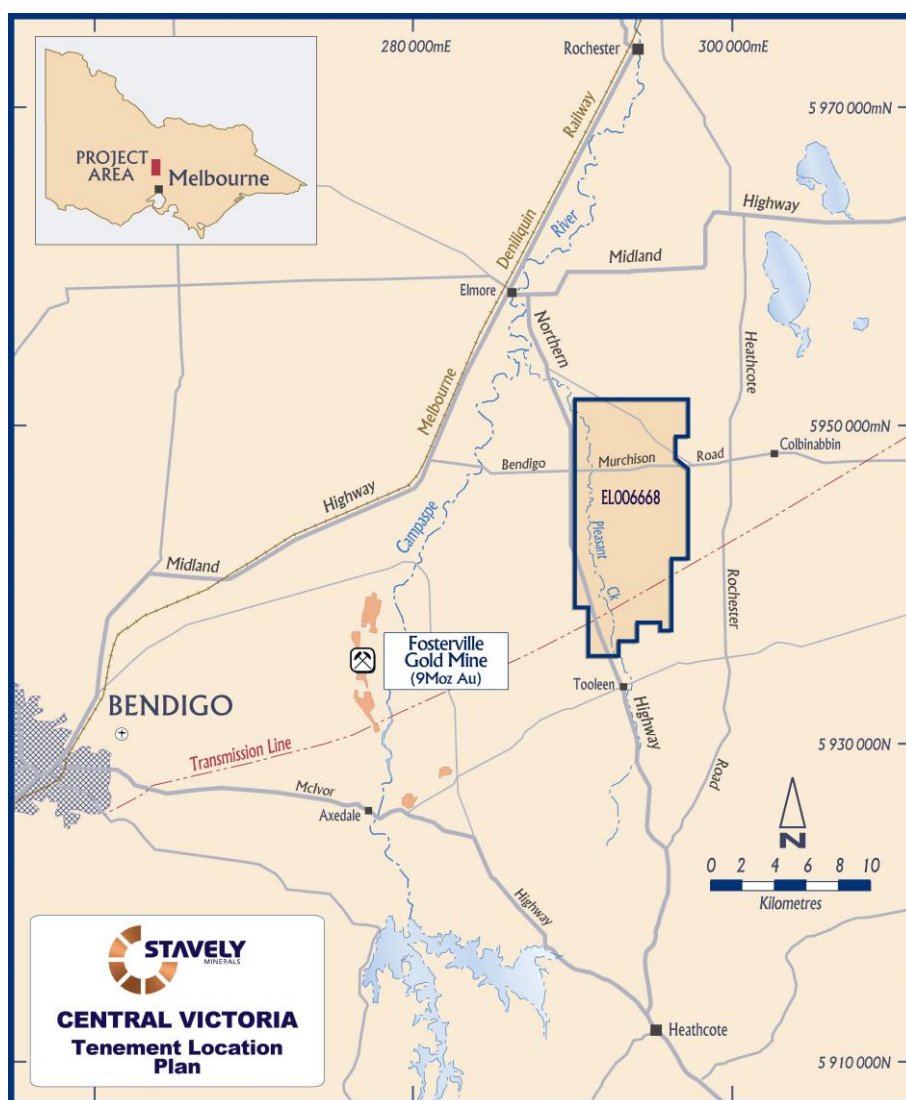 280 000mE
300 000mE
Rochester
5 970 000mN
PROJECT
AREA
Melbourne
Railway
Deniliquin
River
Highway
Midland
Elmore
Northern
Heathcote
Melbourne
5950 000mN
Colbinabbin
Bendigo
Murchison
Road
Highway
EL006668
Campaspe
Pleasant
Midland
Ck
Rochester
Fosterville
Gold Mine
(9Moz Au)
Tooleen
BENDIGO
Highway
5 930 000N
Transmission Line
McIvor
Road
Axedale
N
0 2 4 6 8 10
Kilometres
Highway
STAVELY
MINERALS
CENTRAL VICTORIA
Tenement Location
Plan
Heathcote
5 910 000N